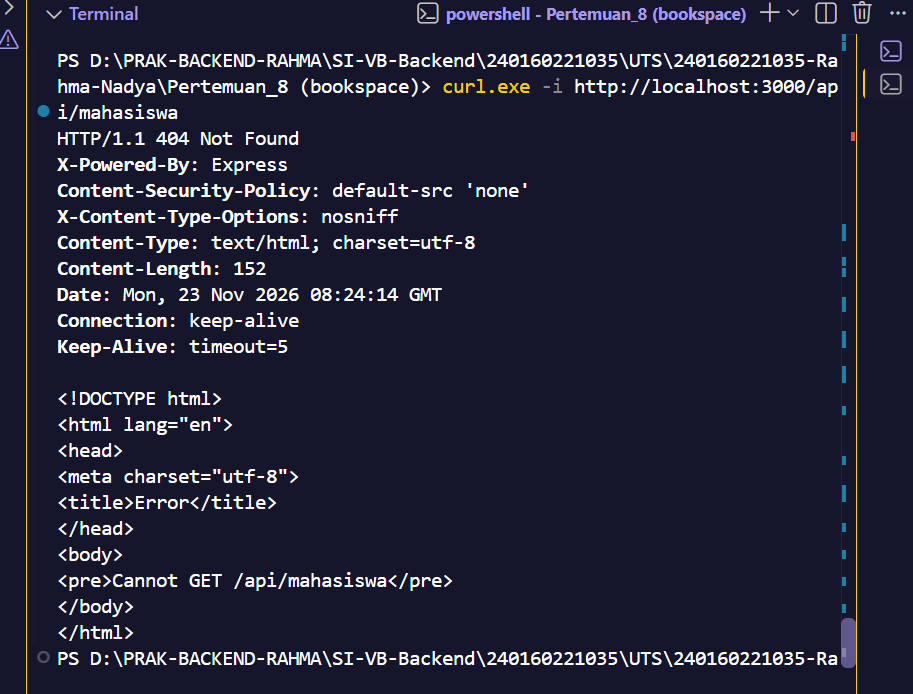 Terminal
powershell - Pertemuan_8 (bookspace)
PS D:\PRAK-BACKEND-RAHMA\SI-VB-Backend\240160221035\UTS\240160221035-Ra
hma-Nadya\Pertemuan_8 (bookspace)> curl.exe -i http://localhost:3000/ap
i/mahasiswa
HTTP/1.1 404 Not Found
X-Powered-By: Express
Content-Security-Policy: default-src 'none'
X-Content-Type-Options: nosniff
Content-Type: text/html; charset=utf-8
Content-Length: 152
Date: Mon, 23 Nov 2026 08:24:14 GMT
Connection: keep-alive
Keep-Alive: timeout=5
<!DOCTYPE html>
<html lang="en">
<head>
<meta charset="utf-8">
<title>Error</title>
</head>
<body>
<pre>Cannot GET /api/mahasiswa</pre>
</body>
</html>
PS D:\PRAK-BACKEND-RAHMA\SI-VB-Backend\240160221035\UTS\240160221035-Ra